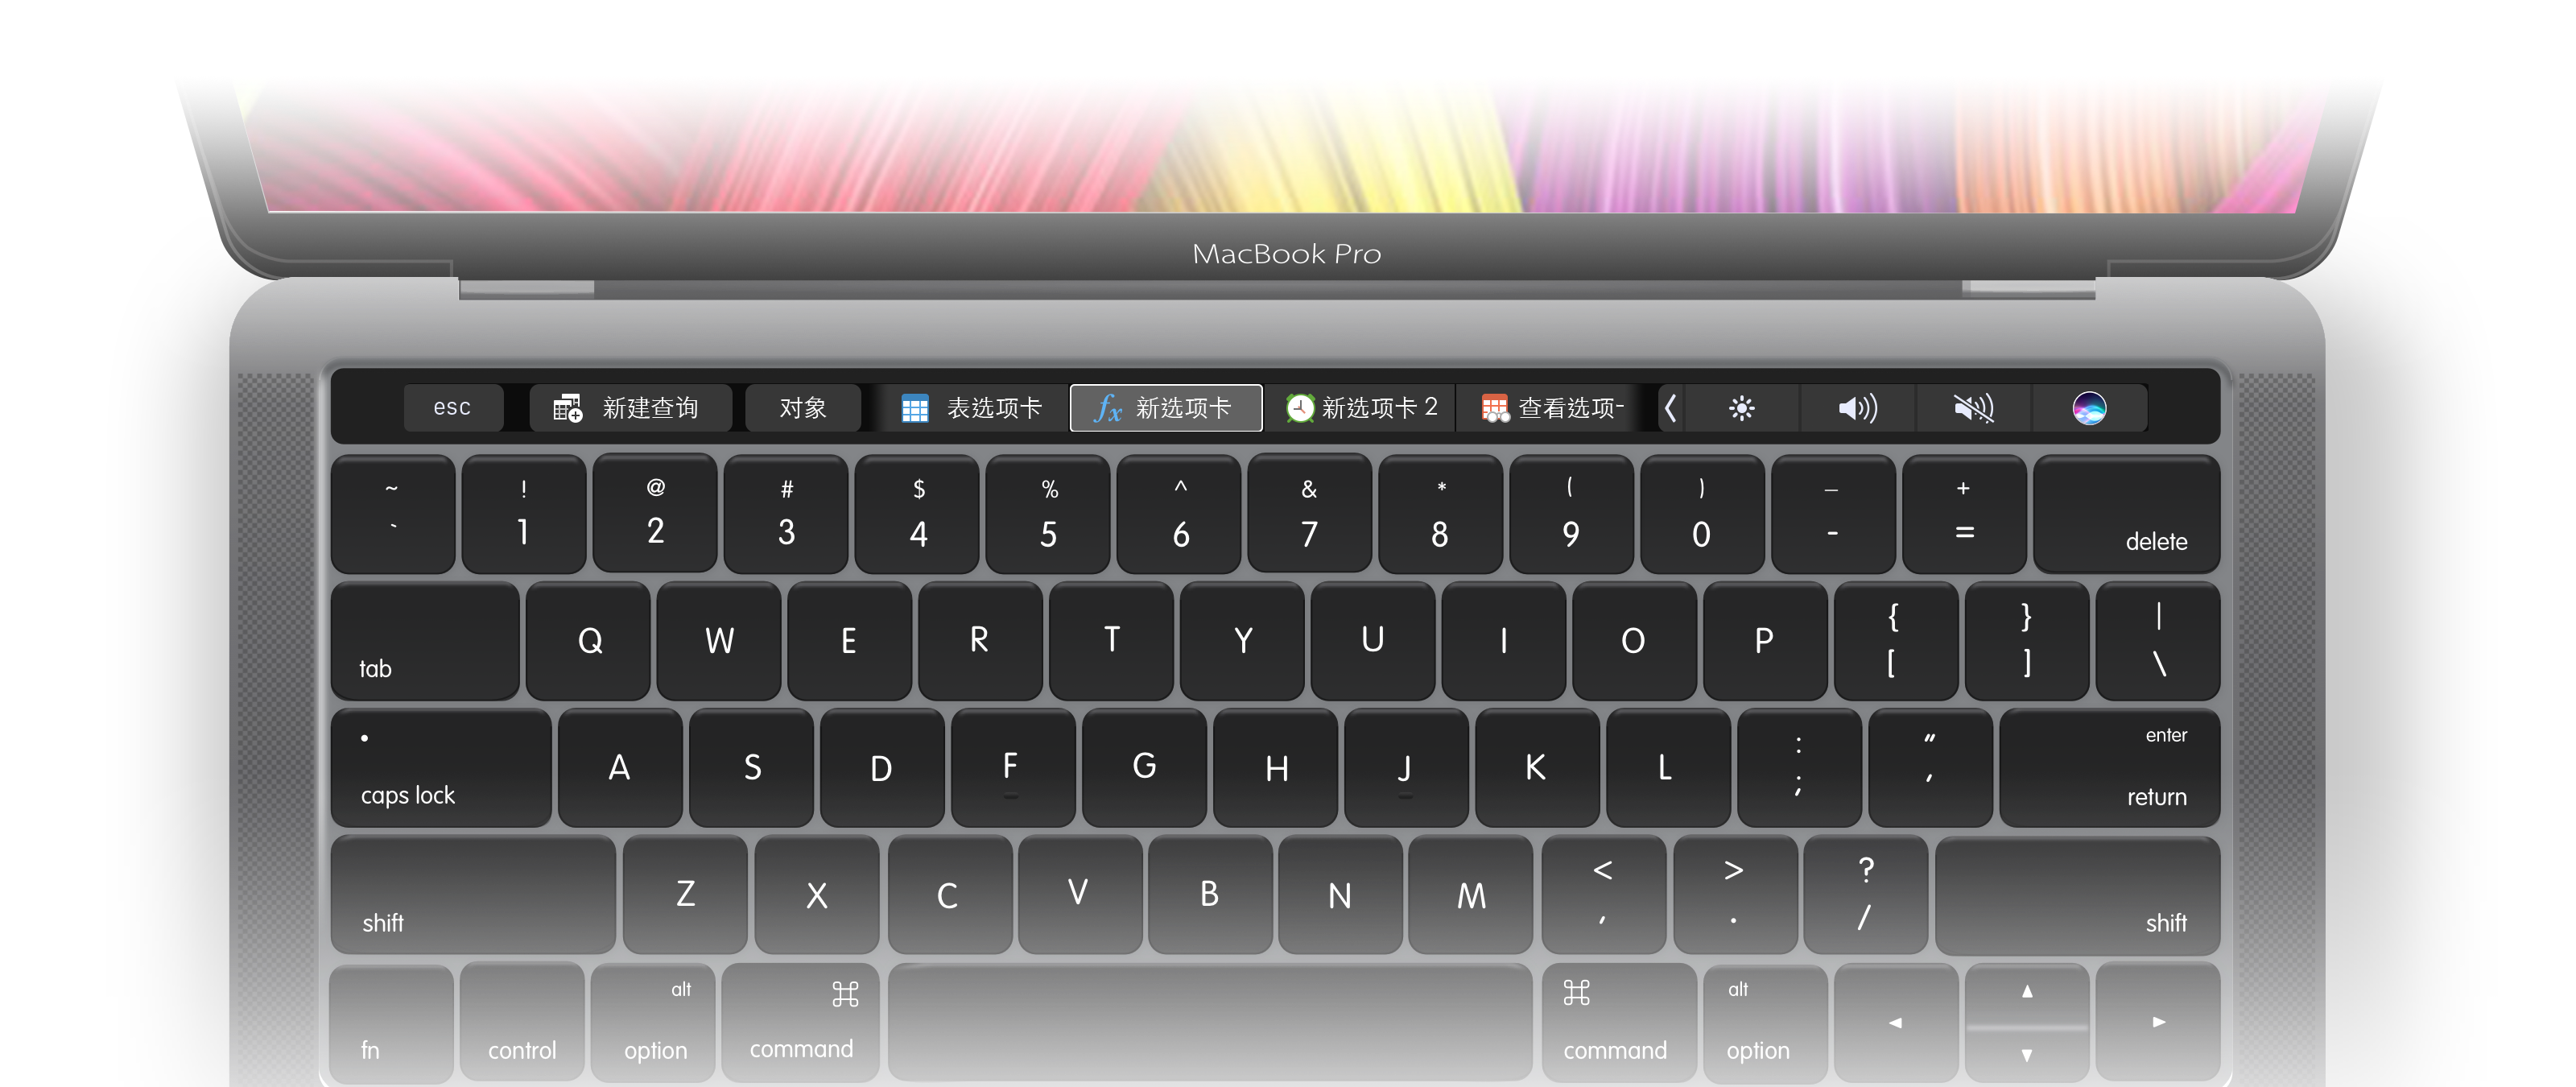 MacBook Pro
esc 新建查询 对象 表选项卡 fx 新选项卡 新选项卡 2 查看选项
~ ! @ # $ % ^ & * ( ) — +
` 1 2 3 4 5 6 7 8 9 0 - = delete
Q W E R T Y U I O P { } |
tab [ ] \
A S D F G H J K L : " enter
caps lock ; ' return
Z X C V B N M < > ?
shift , . / shift
alt ⌘ ⌘ alt ◀ ▲ ▶
fn control option command command option ▼